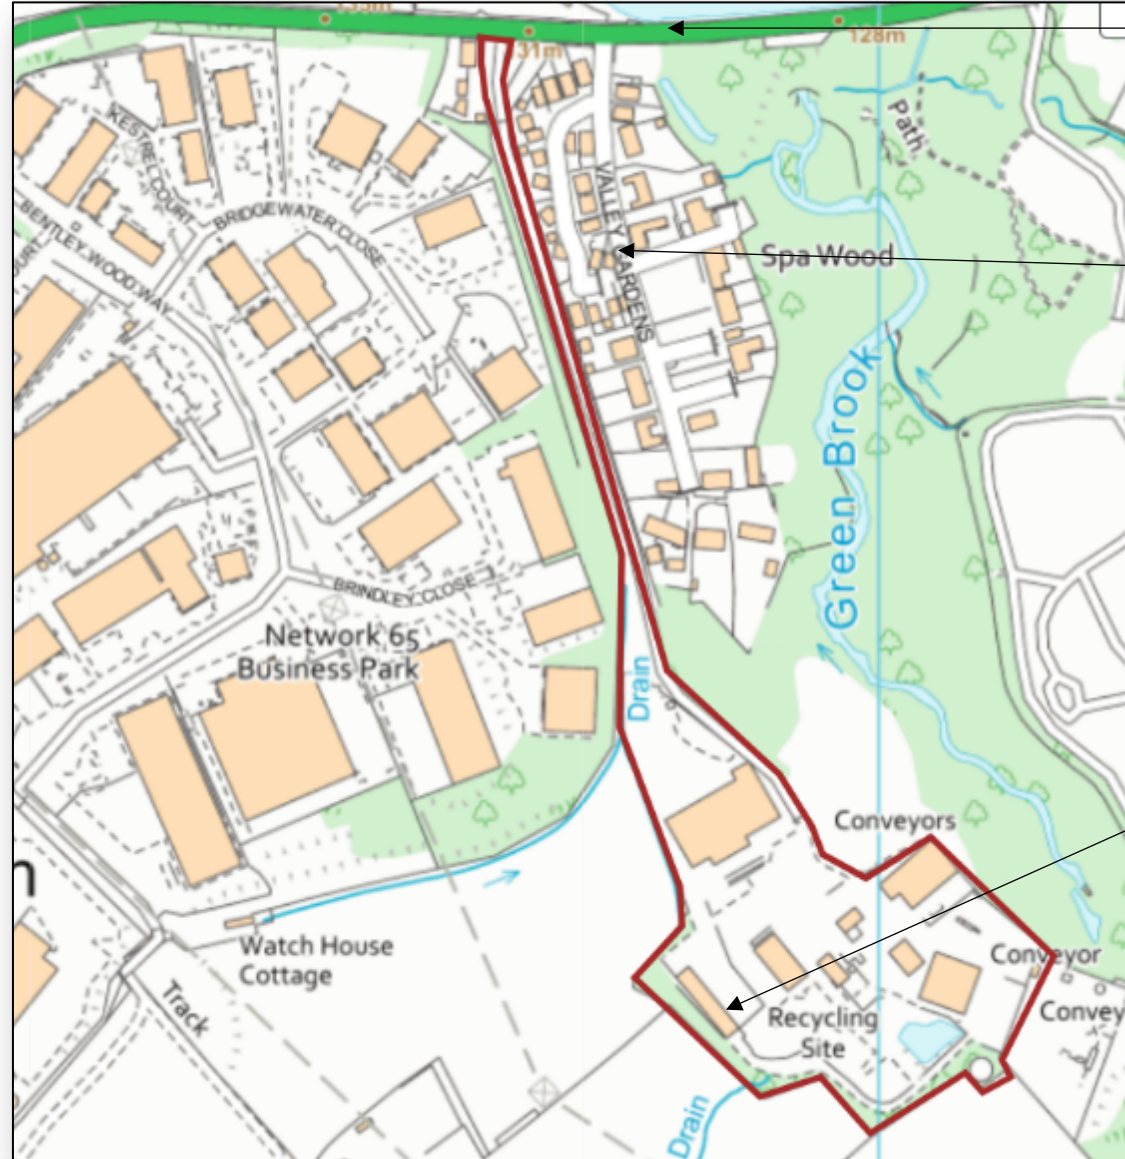 31m
128m
Path
KESTREL COURT
BENTLEY WOOD WAY
BRIDGEWATER CLOSE
VALLEY GARDENS
Spa Wood
Green Brook
BRINDLEY CLOSE
Network 65
Business Park
Drain
Conveyors
Watch House
Cottage
Conveyor
Track
Recycling
Site
Convey
Drain